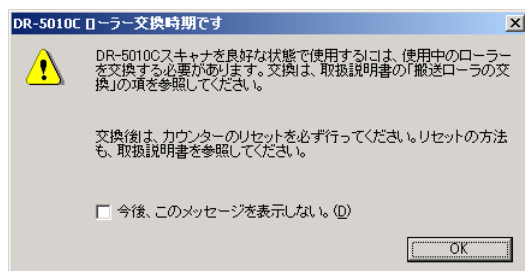 DR-5010C ローラー交換時期です
DR-5010Cスキャナを良好な状態で使用するには、使用中のローラー
を交換する必要があります。交換は、取扱説明書の「搬送ローラの交
換」の項を参照してください。
交換後は、カウンターのリセットを必ず行ってください。リセットの方法
も、取扱説明書を参照してください。
今後、このメッセージを表示しない。(D)
OK